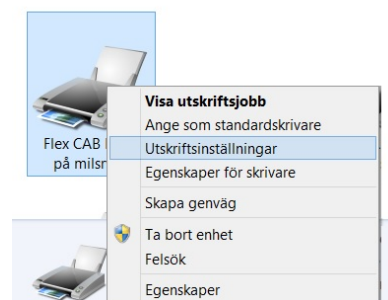 Visa utskriftsjobb
Ange som standardskrivare
Flex CAB
Utskriftsinställningar
på
Egenskaper för skrivare
Skapa genväg
Ta bort enhet
Felsök
Egenskaper